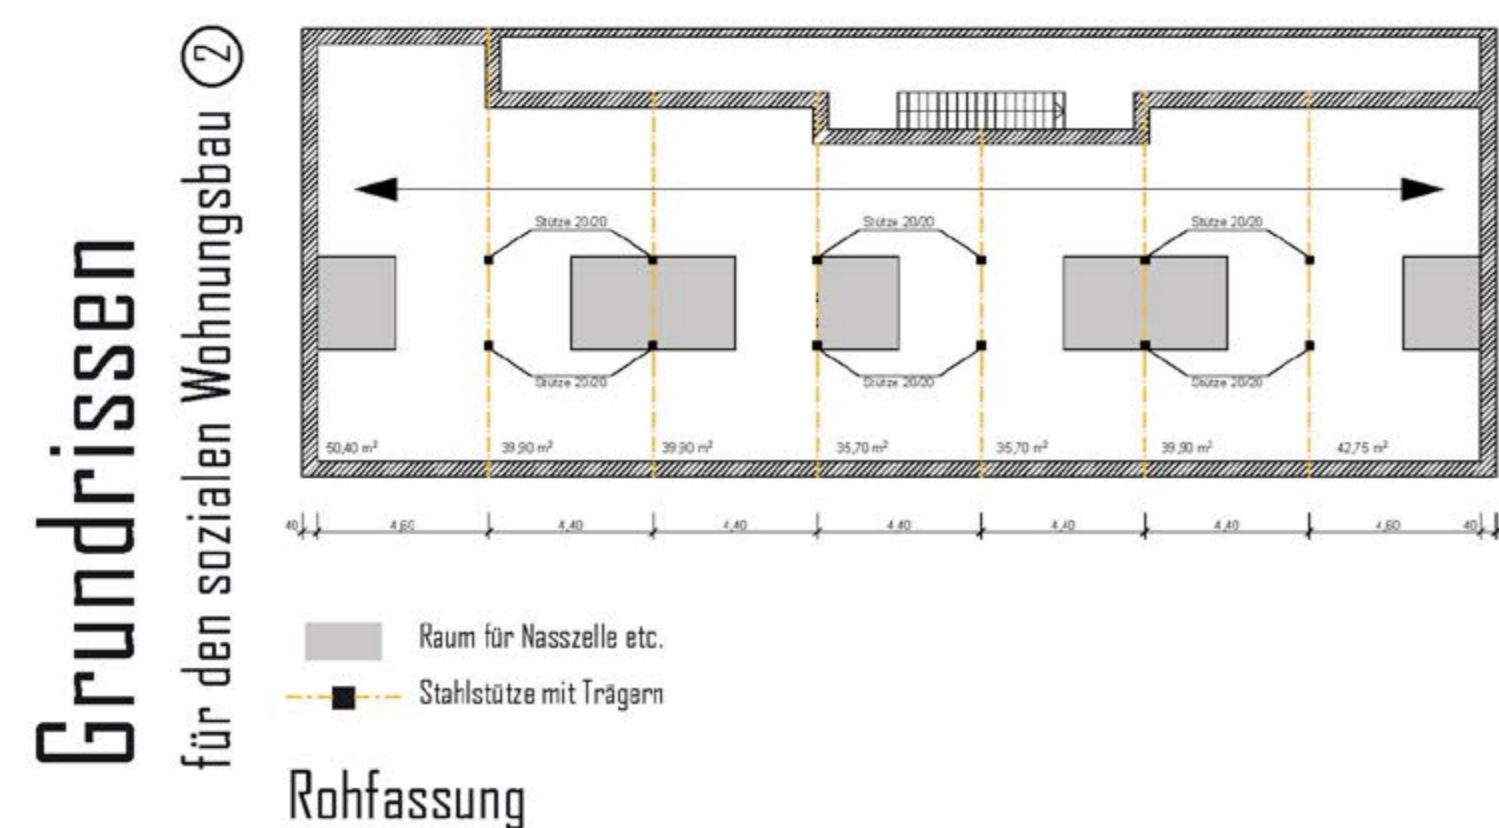 Grundrissen
für den sozialen Wohnungsbau 2
Stütze 20/20 Stütze 20/20 Stütze 20/20
Stütze 20/20 Stütze 20/20 Stütze 20/20
50,40 m² 39,90 m² 39,90 m² 35,70 m² 35,70 m² 39,90 m² 42,75 m²
40 4,60 4,40 4,40 4,40 4,40 4,40 4,60 40
Raum für Nasszelle etc.
Stahlstütze mit Trägern
Rohfassung